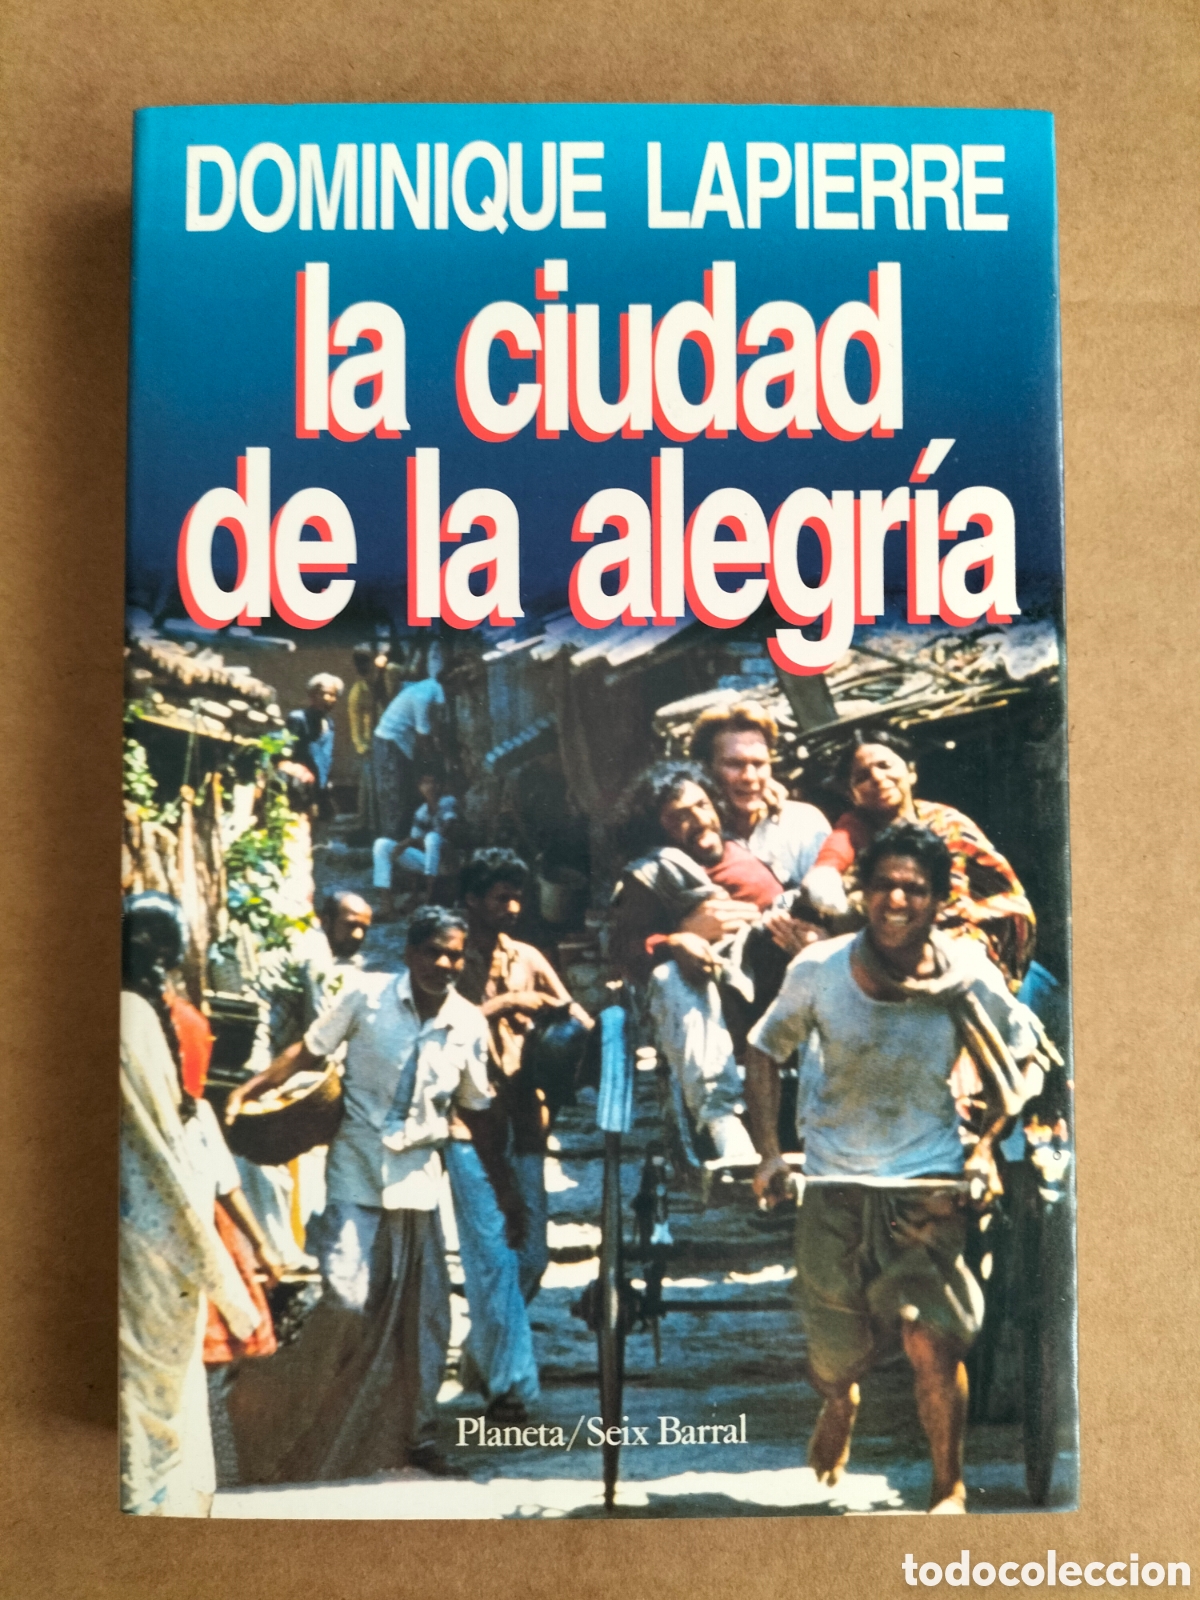 DOMINIQUE LAPIERRE
la ciudad
de la alegría
Planeta/Seix Barral
todocoleccion